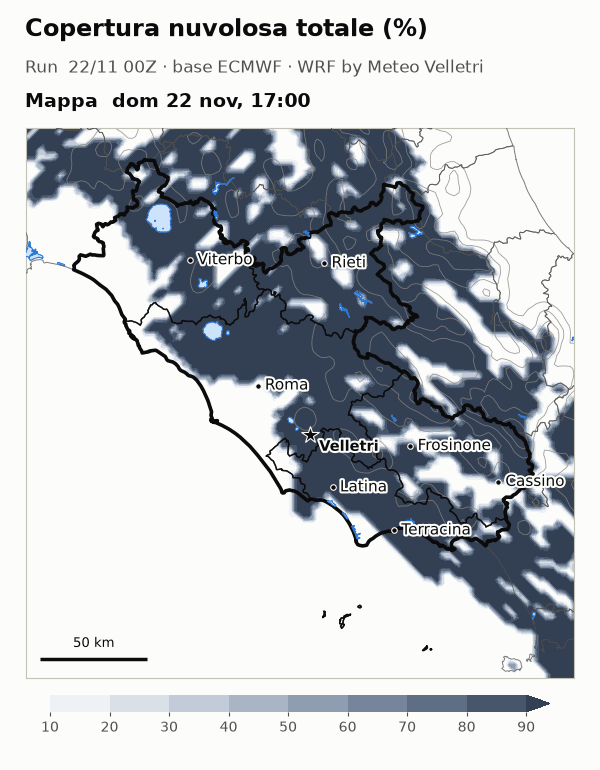 Copertura nuvolosa totale (%)
Run  22/11 00Z · base ECMWF · WRF by Meteo Velletri
Mappa  dom 22 nov, 17:00
Viterbo
Rieti
Roma
Velletri
Frosinone
Cassino
Latina
Terracina
50 km
10 20 30 40 50 60 70 80 90